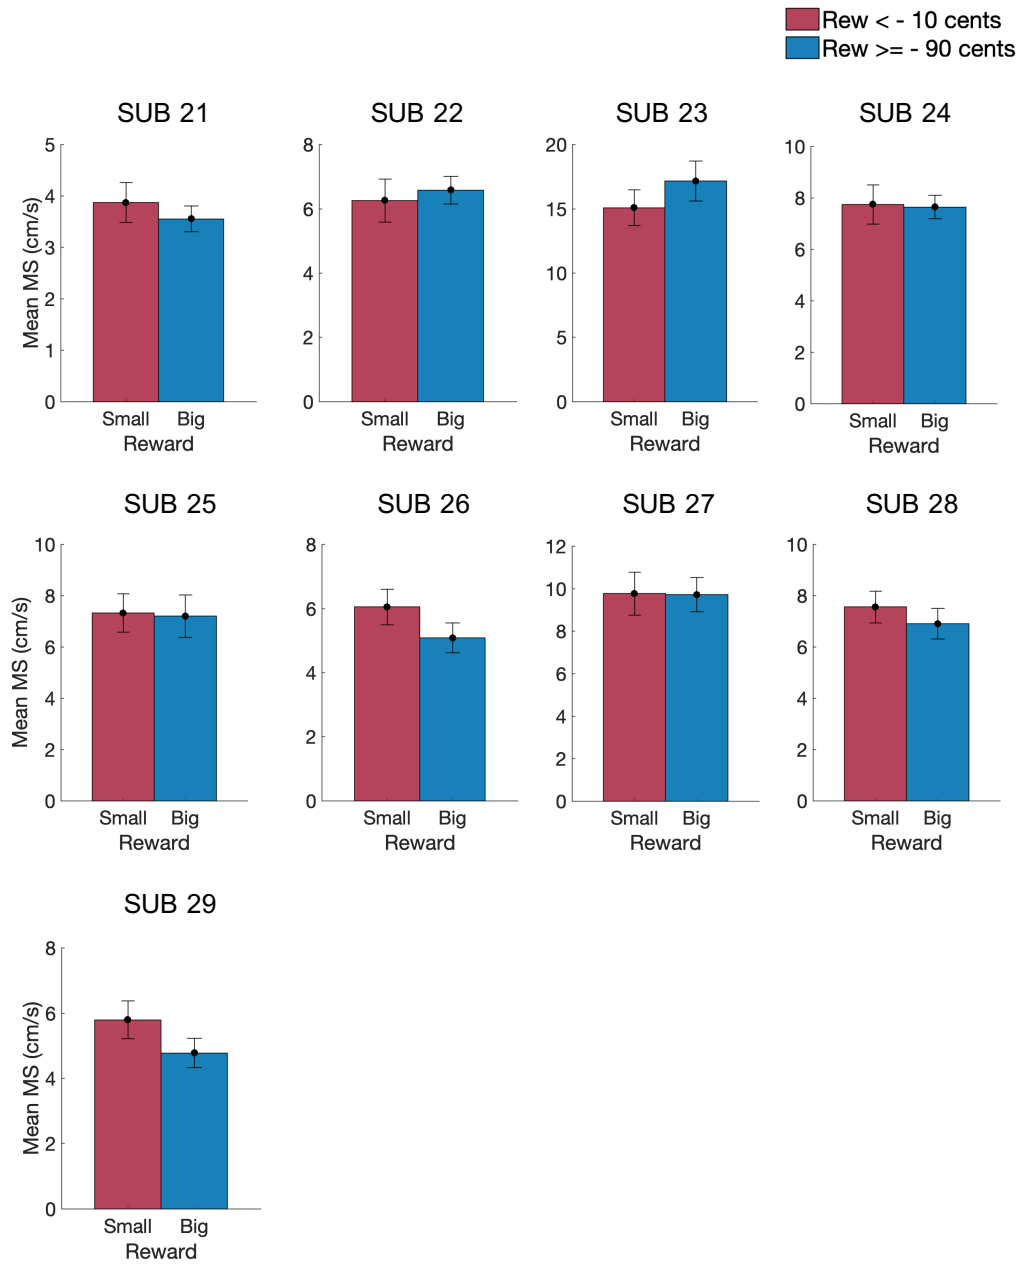 Rew < - 10 cents
Rew >= - 90 cents
SUB 21
SUB 22
SUB 23
SUB 24
Mean MS (cm/s)
5
4
3
2
1
0
Small Big
Reward
8
6
4
2
0
Small Big
Reward
20
15
10
5
0
Small Big
Reward
10
8
6
4
2
0
Small Big
Reward
SUB 25
SUB 26
SUB 27
SUB 28
Mean MS (cm/s)
10
8
6
4
2
0
Small Big
Reward
8
6
4
2
0
Small Big
Reward
12
10
8
6
4
2
0
Small Big
Reward
10
8
6
4
2
0
Small Big
Reward
SUB 29
Mean MS (cm/s)
8
6
4
2
0
Small Big
Reward